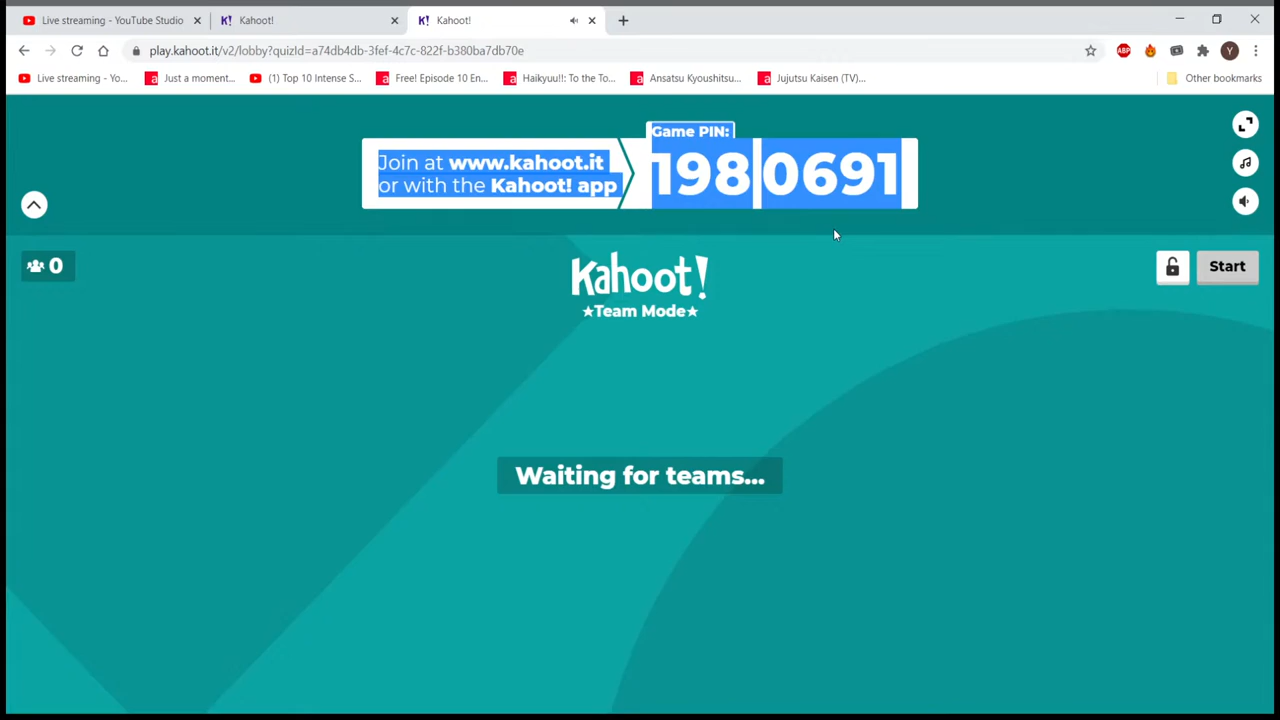 Live streaming - YouTube Studio
Kahoot!
Kahoot!
play.kahoot.it/v2/lobby?quizId=a74db4db-3fef-4c7c-822f-b380ba7db70e
ABP
Y
Live streaming - Yo...
Just a moment...
(1) Top 10 Intense S...
Free! Episode 10 En...
Haikyuu!!: To the To...
Ansatsu Kyoushitsu...
Jujutsu Kaisen (TV)...
Other bookmarks
Game PIN:
Join at www.kahoot.it
or with the Kahoot! app
198 0691
0
Start
Kahoot!
★Team Mode★
Waiting for teams...